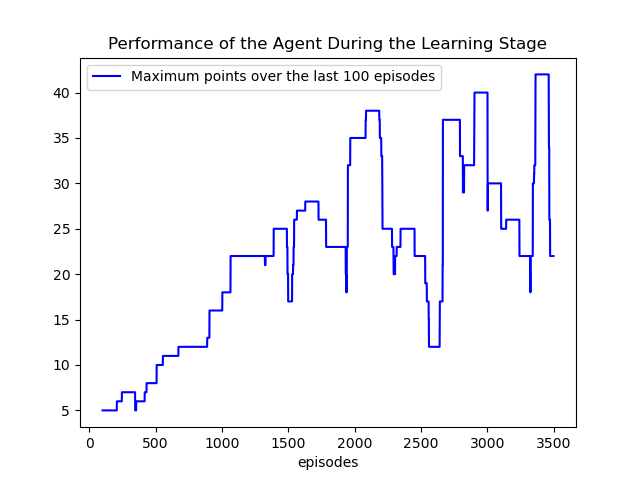 Performance of the Agent During the Learning Stage
Maximum points over the last 100 episodes
40
35
30
25
20
15
10
5
0 500 1000 1500 2000 2500 3000 3500
episodes